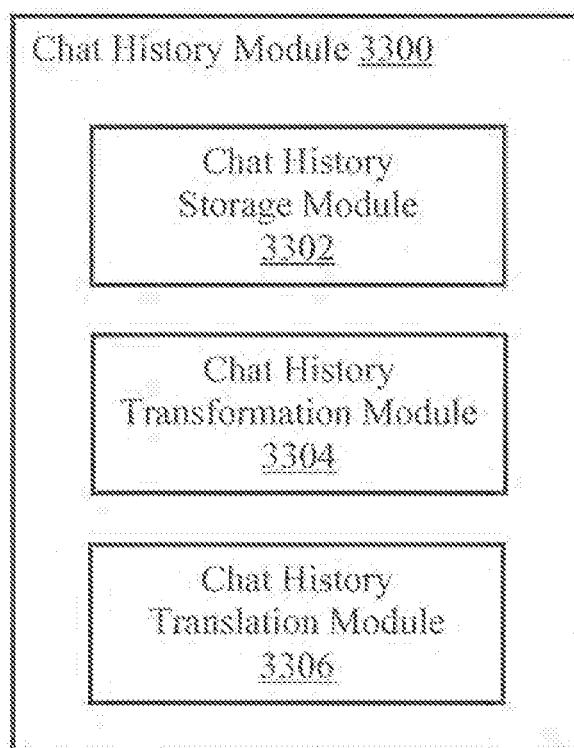 Chat History Module 3300
Chat History
Storage Module
3302
Chat History
Transformation Module
3304
Chat History
Translation Module
3306